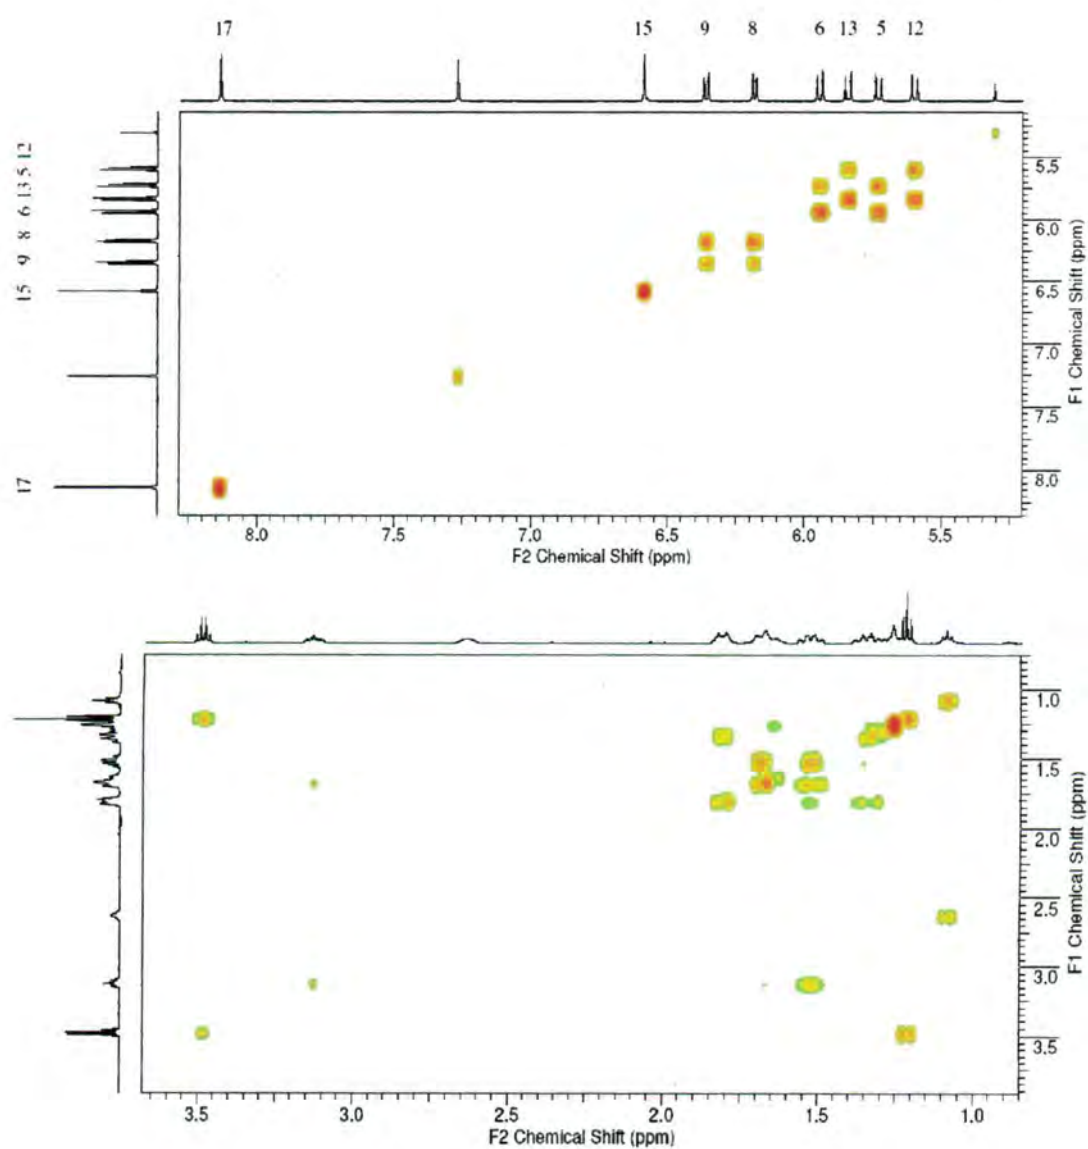 17 15 9 8 6 13 5 12
17 15 9 8 6 13 5 12
5.5
6.0
6.5
7.0
7.5
8.0
F1 Chemical Shift (ppm)
8.0 7.5 7.0 6.5 6.0 5.5
F2 Chemical Shift (ppm)
1.0
1.5
2.0
2.5
3.0
3.5
F1 Chemical Shift (ppm)
3.5 3.0 2.5 2.0 1.5 1.0
F2 Chemical Shift (ppm)